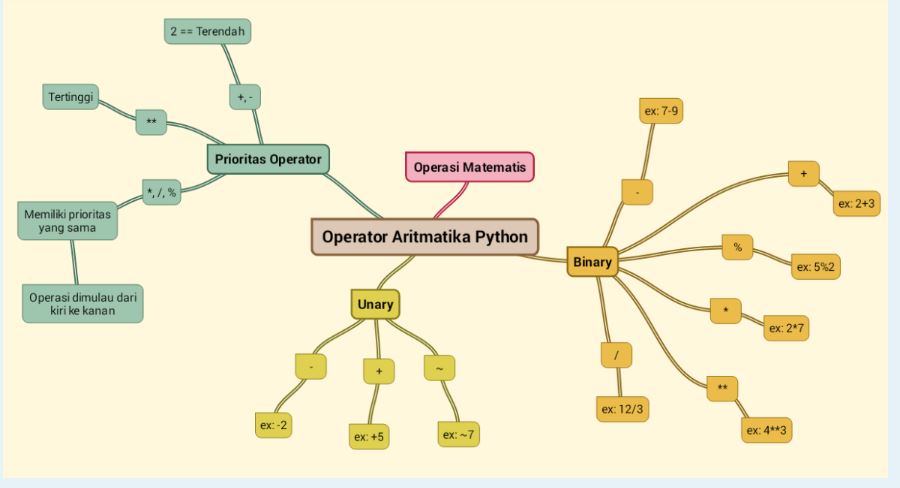 2 == Terendah
+, -
Tertinggi
**
Prioritas Operator
*, /, %
Memiliki prioritas
yang sama
Operasi dimulau dari
kiri ke kanan
Operasi Matematis
Operator Aritmatika Python
Unary
-
ex: -2
+
ex: +5
~
ex: ~7
Binary
-
ex: 7-9
+
ex: 2+3
%
ex: 5%2
*
ex: 2*7
**
ex: 4**3
/
ex: 12/3